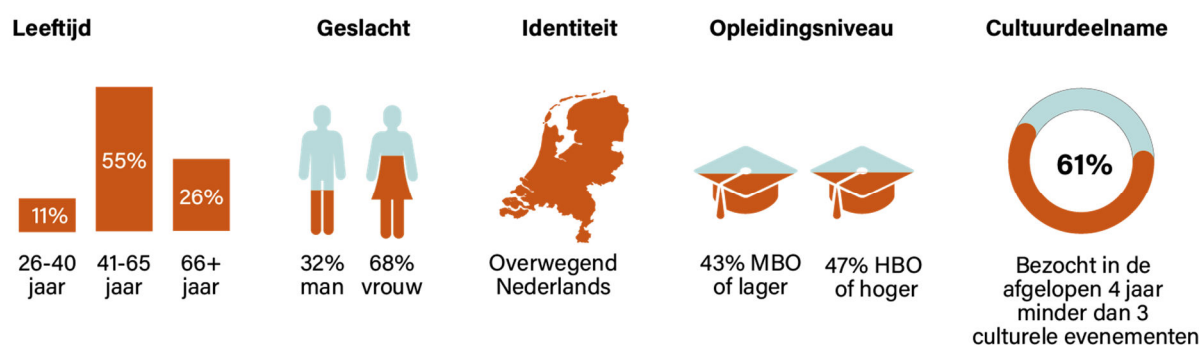 Leeftijd
11%
55%
26%
26-40
jaar
41-65
jaar
66+
jaar
Geslacht
32%
man
68%
vrouw
Identiteit
Overwegend
Nederlands
Opleidingsniveau
43% MBO
of lager
47% HBO
of hoger
Cultuurdeelname
61%
Bezocht in de
afgelopen 4 jaar
minder dan 3
culturele evenementen